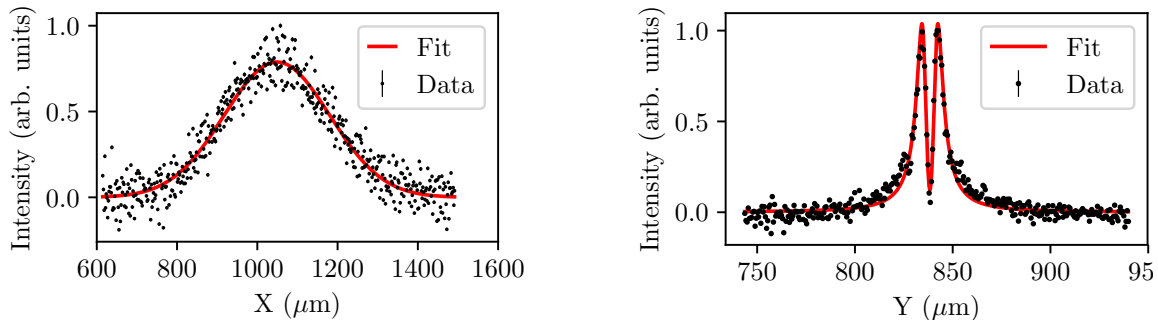 1.0
0.5
0.0
Intensity (arb. units)
Fit
Data
600 800 1000 1200 1400 1600
X (μm)
1.0
0.5
0.0
Intensity (arb. units)
Fit
Data
750 800 850 900 95
Y (μm)